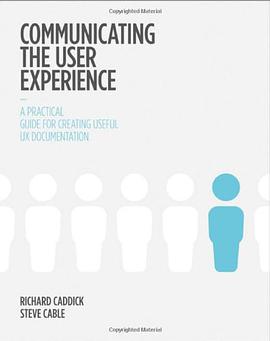 Copyrighted Material
COMMUNICATING
THE USER
EXPERIENCE
A PRACTICAL
GUIDE FOR CREATING USEFUL
UX DOCUMENTATION
RICHARD CADDICK
STEVE CABLE
Copyrighted Material